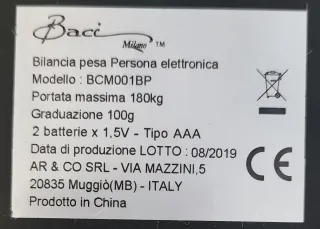 Baci
Milano ™
Bilancia pesa Persona elettronica
Modello : BCM001BP
Portata massima 180kg
Graduazione 100g
2 batterie x 1,5V - Tipo AAA
Data di produzione LOTTO : 08/2019
AR & CO SRL - VIA MAZZINI,5
20835 Muggiò(MB) - ITALY
Prodotto in China
CE